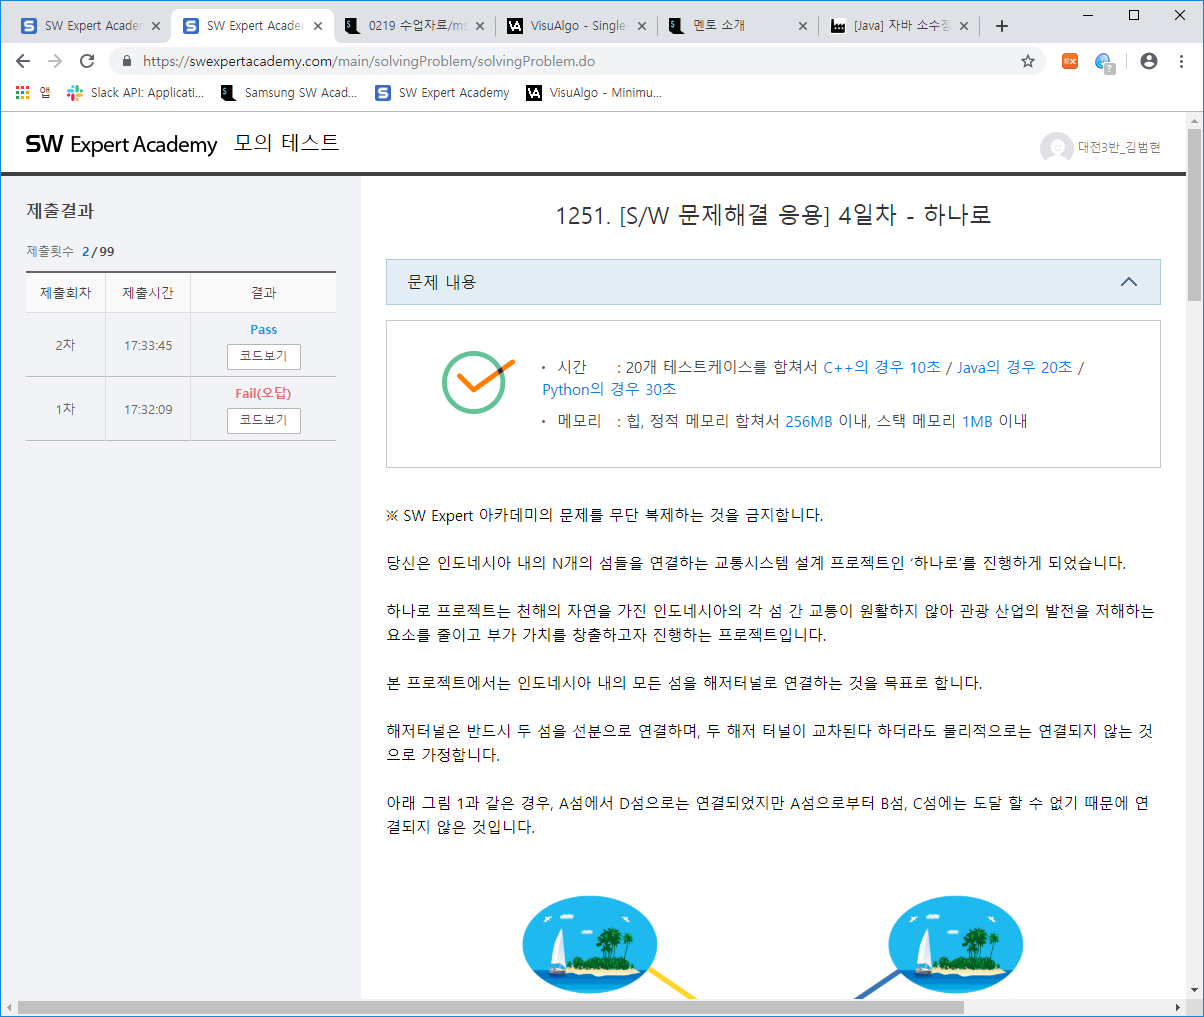 SW Expert Academ
SW Expert Academ
0219 수업자료/ms
VisuAlgo - Single-
멘토 소개
[Java] 자바 소수점
https://swexpertacademy.com/main/solvingProblem/solvingProblem.do
앱
Slack API: Applicati...
Samsung SW Acad...
SW Expert Academy
VisuAlgo - Minimu...
SW Expert Academy 모의 테스트
대전3반_김범현
제출결과
제출횟수 2/99
제출회차 제출시간 결과
2차 17:33:45 Pass
코드보기
1차 17:32:09 Fail(오답)
코드보기
1251. [S/W 문제해결 응용] 4일차 - 하나로
문제 내용
• 시간 : 20개 테스트케이스를 합쳐서 C++의 경우 10초 / Java의 경우 20초 /
Python의 경우 30초
• 메모리 : 힙, 정적 메모리 합쳐서 256MB 이내, 스택 메모리 1MB 이내
※ SW Expert 아카데미의 문제를 무단 복제하는 것을 금지합니다.
당신은 인도네시아 내의 N개의 섬들을 연결하는 교통시스템 설계 프로젝트인 ‘하나로’를 진행하게 되었습니다.
하나로 프로젝트는 천해의 자연을 가진 인도네시아의 각 섬 간 교통이 원활하지 않아 관광 산업의 발전을 저해하는
요소를 줄이고 부가 가치를 창출하고자 진행하는 프로젝트입니다.
본 프로젝트에서는 인도네시아 내의 모든 섬을 해저터널로 연결하는 것을 목표로 합니다.
해저터널은 반드시 두 섬을 선분으로 연결하며, 두 해저 터널이 교차된다 하더라도 물리적으로는 연결되지 않는 것
으로 가정합니다.
아래 그림 1과 같은 경우, A섬에서 D섬으로는 연결되었지만 A섬으로부터 B섬, C섬에는 도달 할 수 없기 때문에 연
결되지 않은 것입니다.